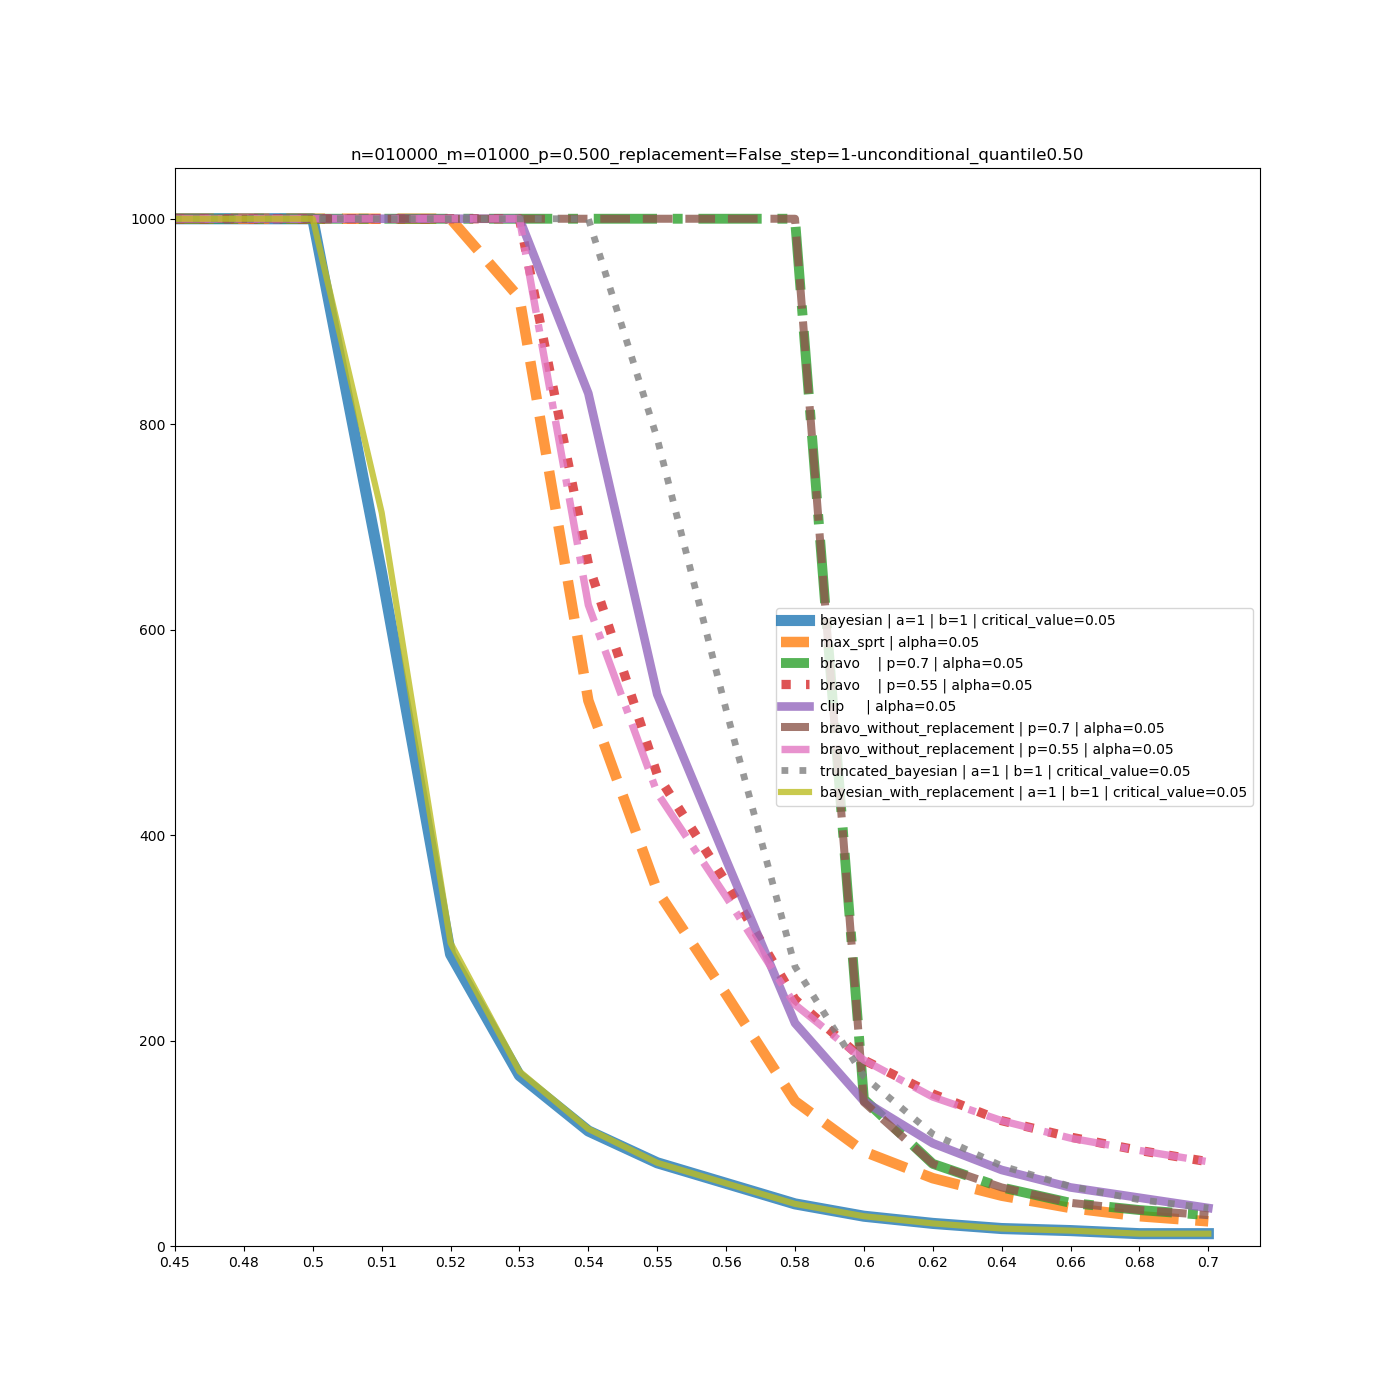 n=010000_m=01000_p=0.500_replacement=False_step=1-unconditional_quantile0.50
1000
800
600
400
200
0
bayesian | a=1 | b=1 | critical_value=0.05
max_sprt | alpha=0.05
bravo    | p=0.7 | alpha=0.05
bravo    | p=0.55 | alpha=0.05
clip     | alpha=0.05
bravo_without_replacement | p=0.7 | alpha=0.05
bravo_without_replacement | p=0.55 | alpha=0.05
truncated_bayesian | a=1 | b=1 | critical_value=0.05
bayesian_with_replacement | a=1 | b=1 | critical_value=0.05
0.45 0.48 0.5 0.51 0.52 0.53 0.54 0.55 0.56 0.58 0.6 0.62 0.64 0.66 0.68 0.7